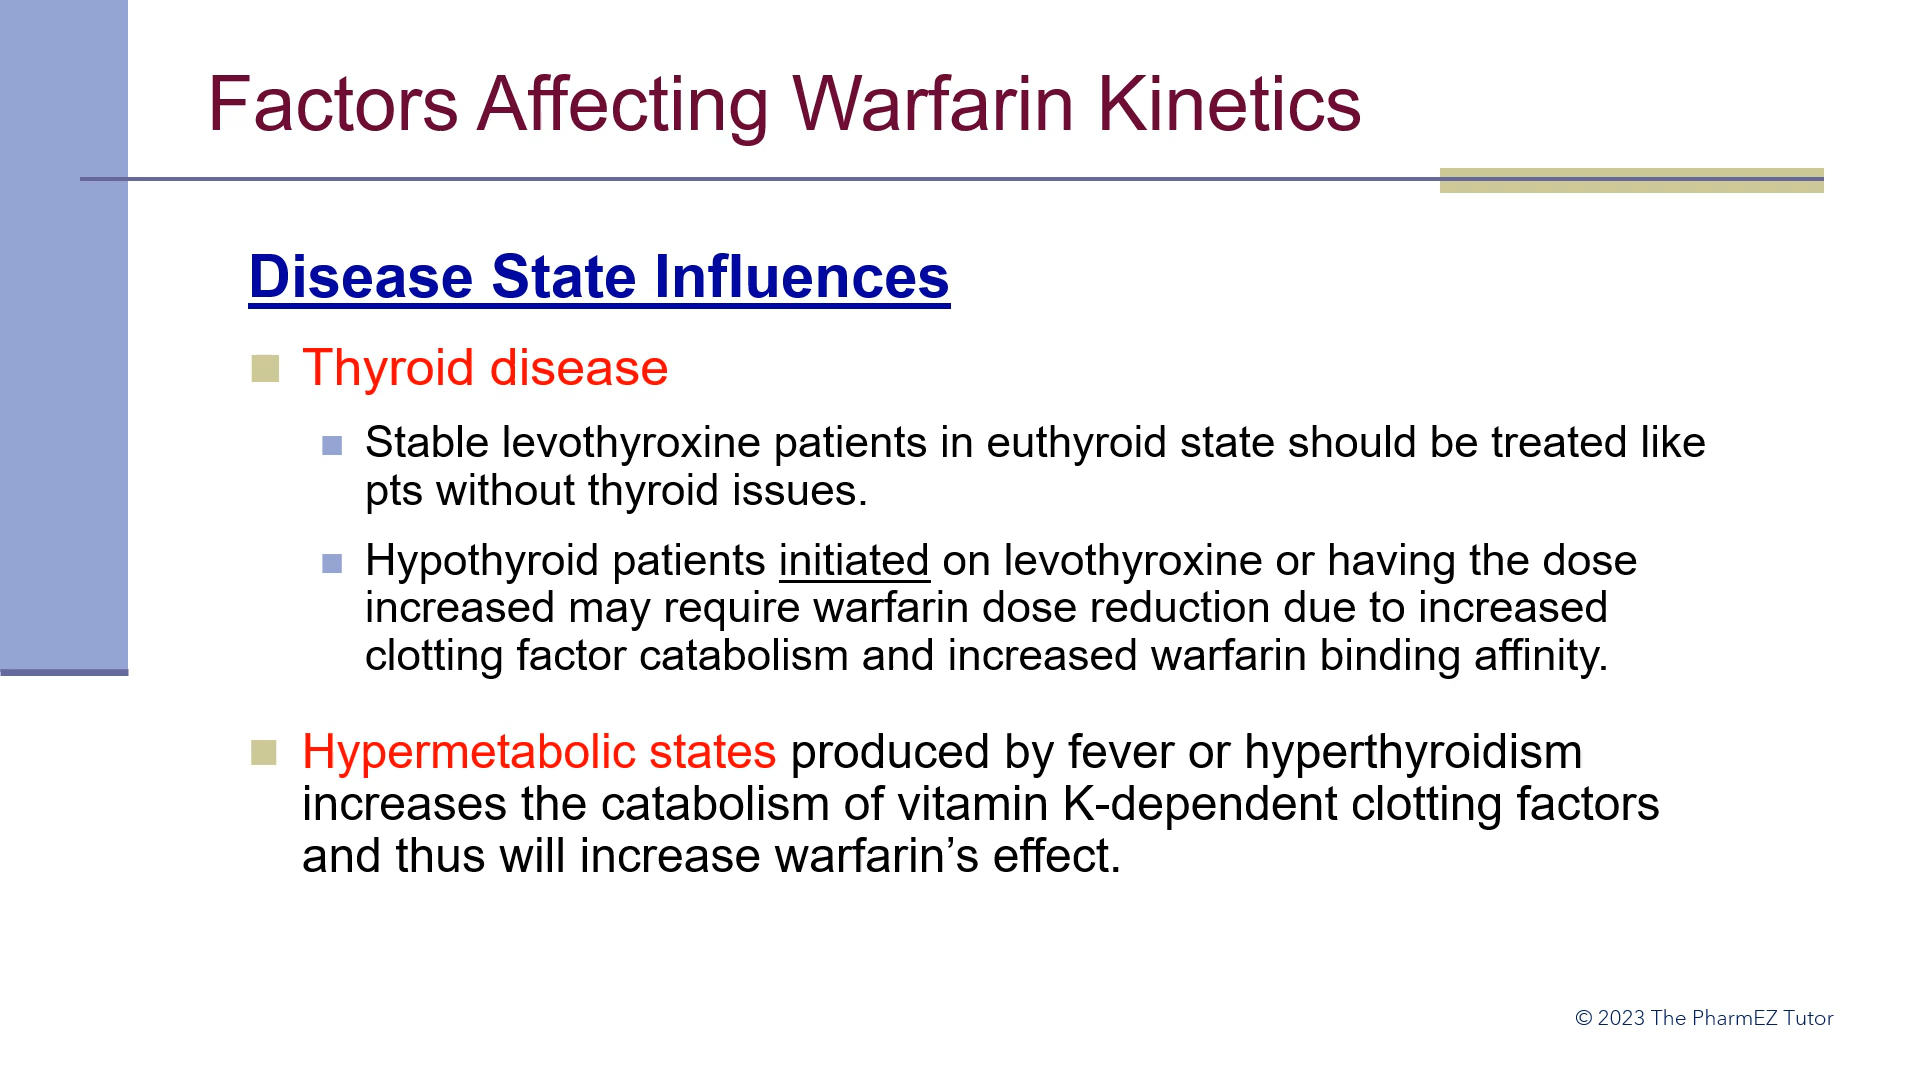 Factors Affecting Warfarin Kinetics
Disease State Influences
Thyroid disease
Stable levothyroxine patients in euthyroid state should be treated like
pts without thyroid issues.
Hypothyroid patients initiated on levothyroxine or having the dose
increased may require warfarin dose reduction due to increased
clotting factor catabolism and increased warfarin binding affinity.
Hypermetabolic states produced by fever or hyperthyroidism
increases the catabolism of vitamin K-dependent clotting factors
and thus will increase warfarin’s effect.
© 2023 The PharmEZ Tutor